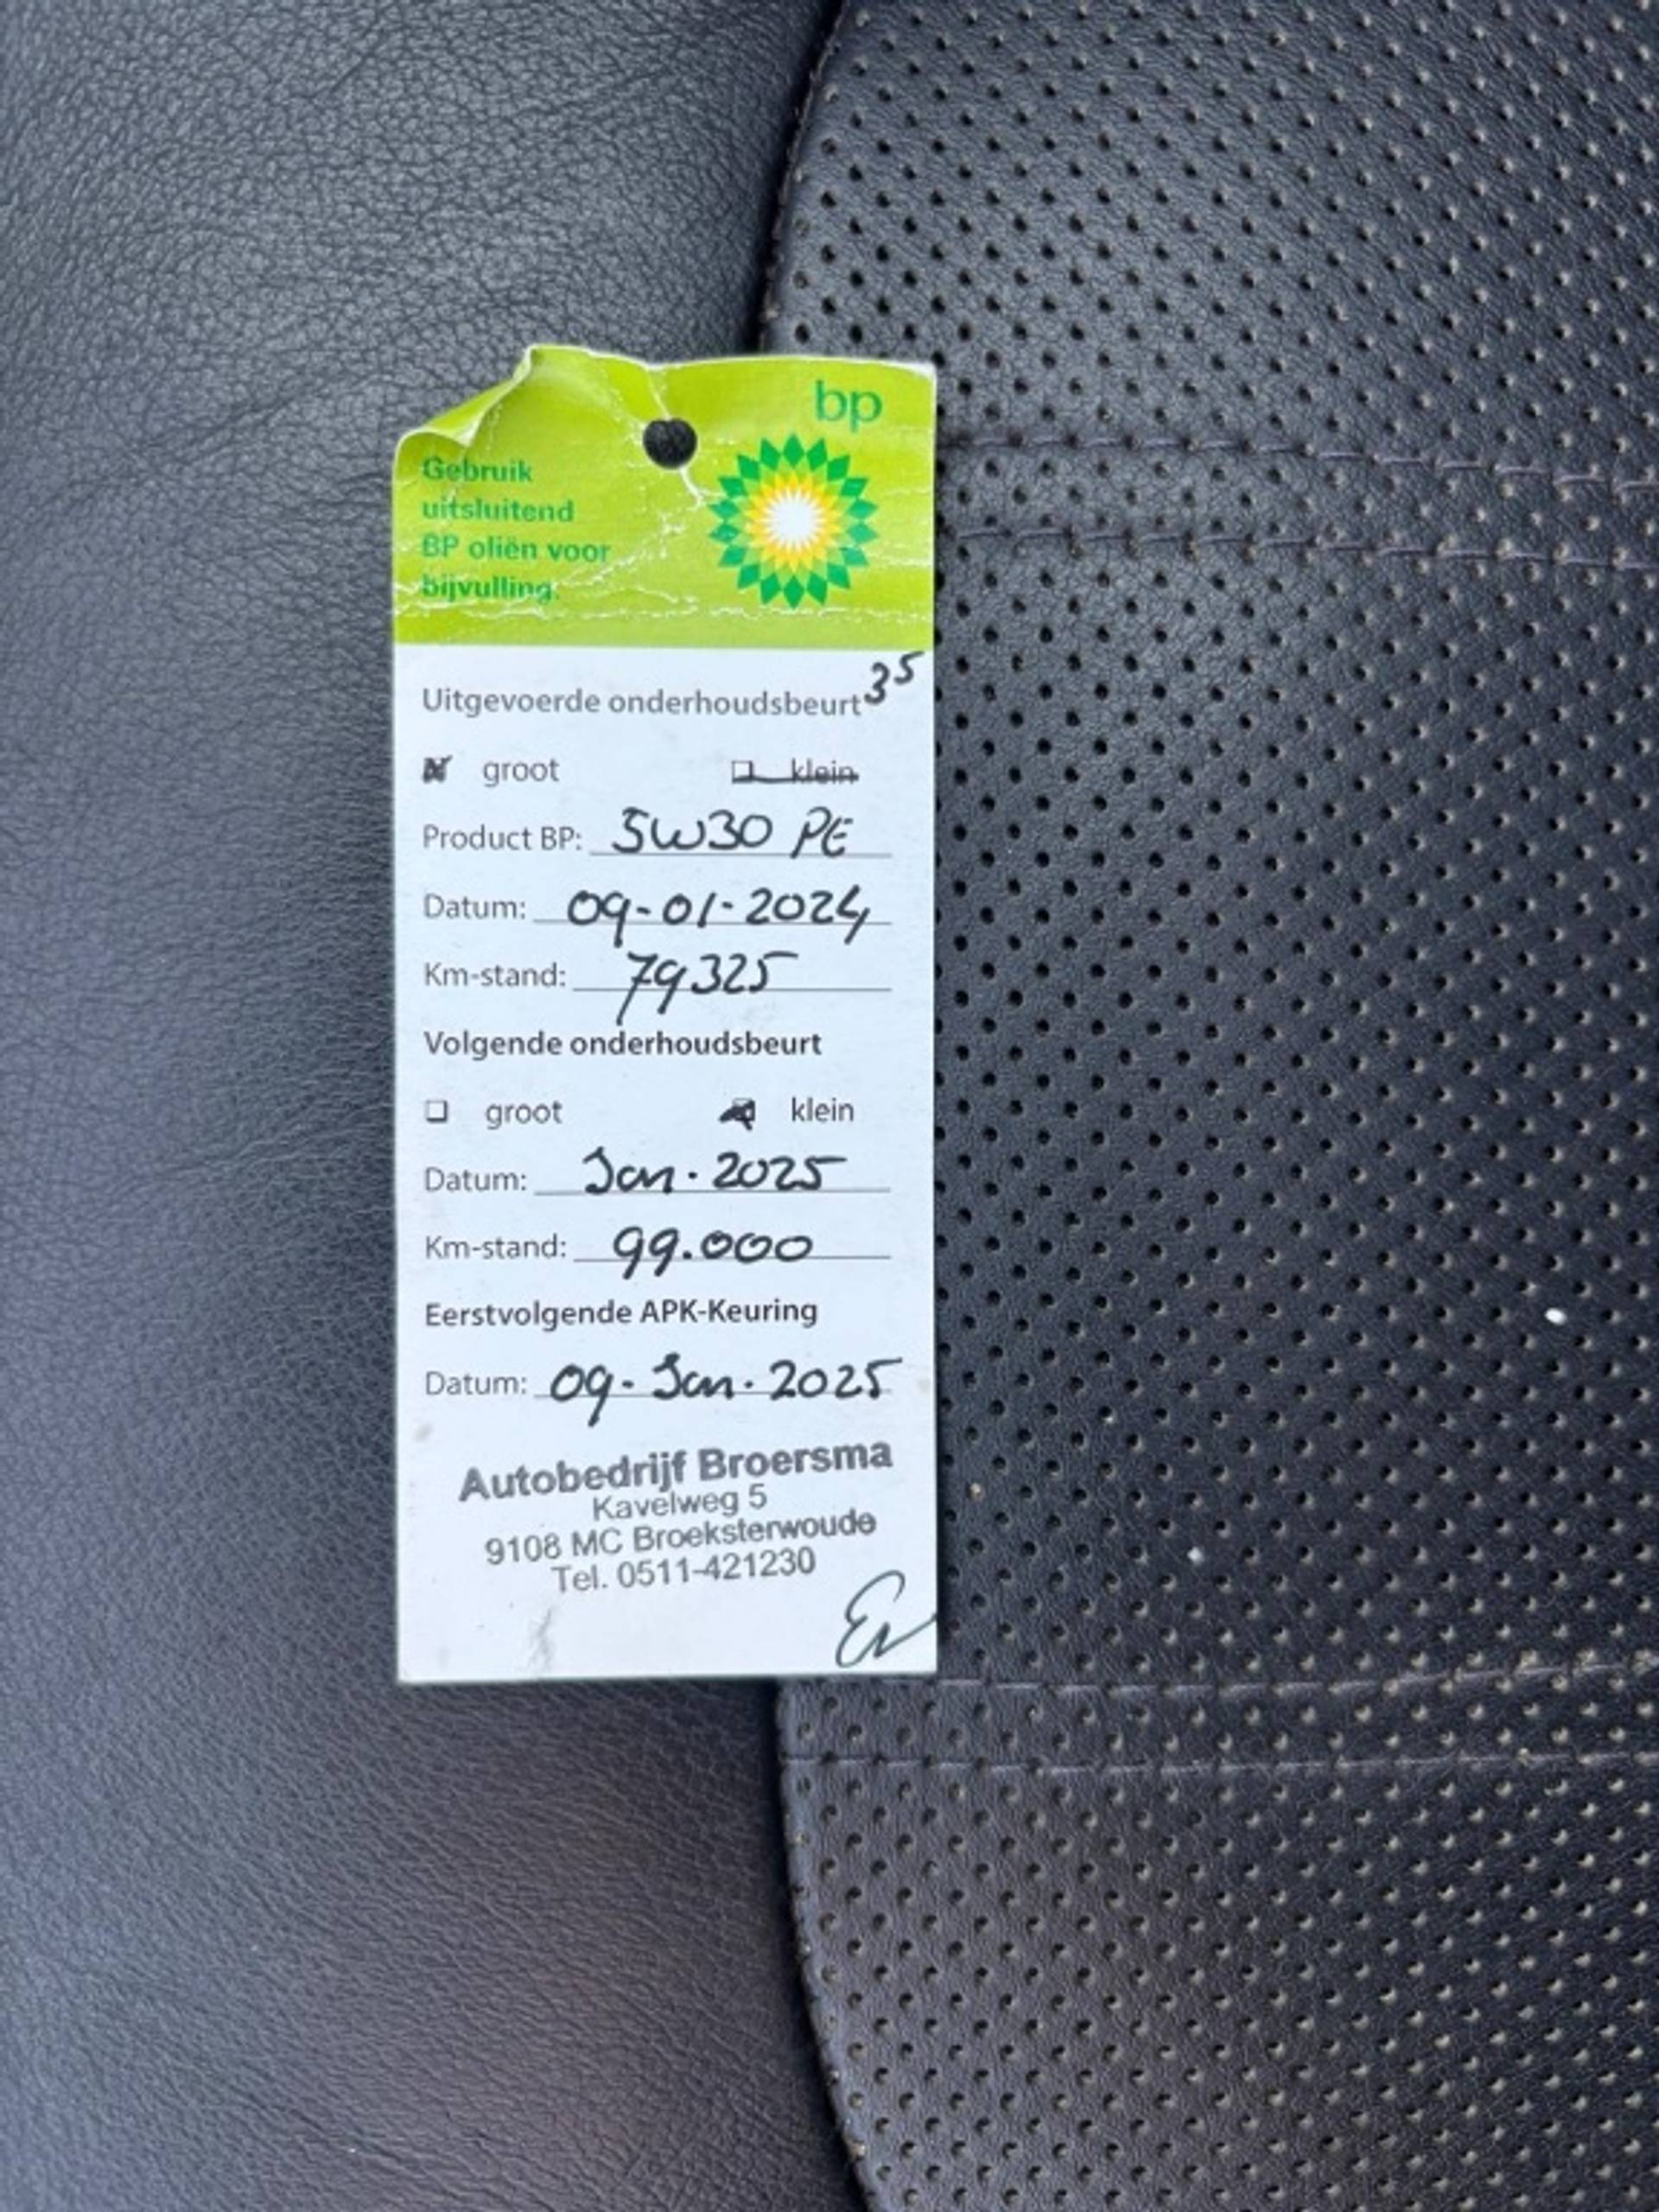 bp
Gebruik
uitsluitend
BP oliën voor
bijvulling.
Uitgevoerde onderhoudsbeurt 3⁵
groot klein
Product BP: 5W30 PE
Datum: 09-01-2024
Km-stand: 79325
Volgende onderhoudsbeurt
groot klein
Datum: Jan. 2025
Km-stand: 99.000
Eerstvolgende APK-Keuring
Datum: 09-Jan. 2025
Autobedrijf Broersma
Kavelweg 5
9108 MC Broeksterwoude
Tel. 0511-421230